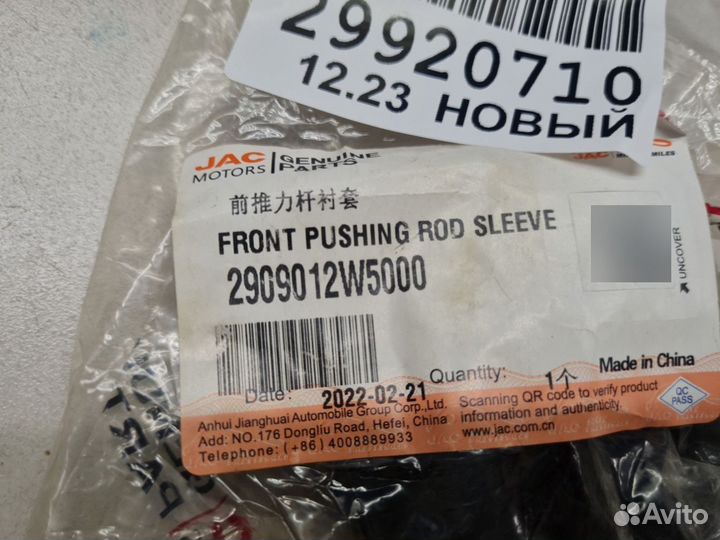 29920710
12.23 НОВЫЙ
JAC MOTORS GENUINE PARTS
JAC
MILES
前推力杆衬套
FRONT PUSHING ROD SLEEVE
2909012W5000
UNCOVER
Date: 2022-02-21
Quantity: 1个
Made in China
Anhui Jianghuai Automobile Group Corp.,Ltd.
Add: NO.176 Dongliu Road, Hefei, China
Telephone: (+86) 4008889933
Scanning QR code to verify product
information and authenticity.
www.jac.com.cn
QC
PASS
Avito